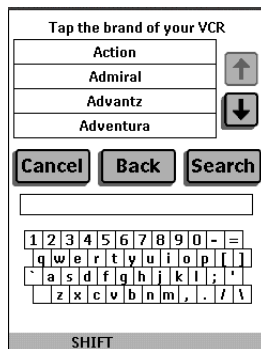 Tap the brand of your VCR
Action
Admiral
Advantz
Adventura
Cancel Back Search
1 2 3 4 5 6 7 8 9 0 - =
q w e r t y u i o p [ ]
` a s d f g h j k l ; '
z x c v b n m , . / \
SHIFT